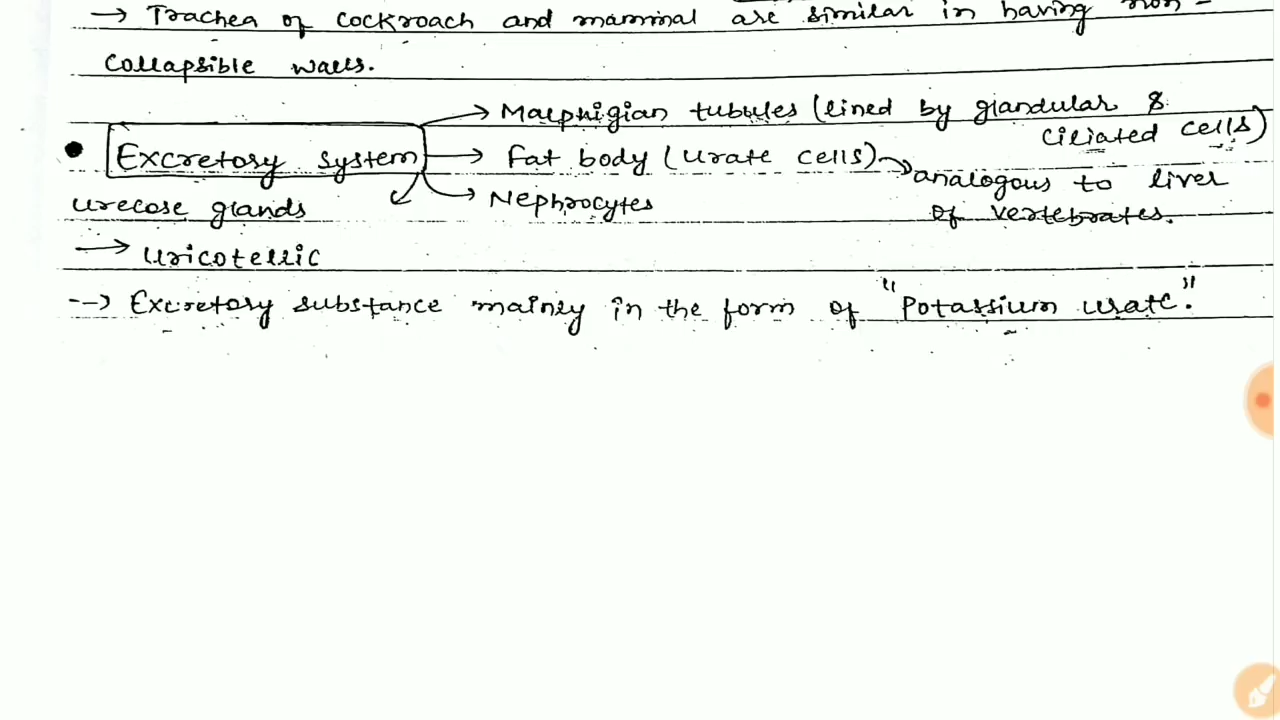 → Trachea of cockroach and mammal are similar in having non-
collapsible walls.
→ Malphigian tubules (lined by glandular & ciliated cells)
• Excretory system → Fat body (urate cells) → analogous to liver of vertebrates.
urecose glands → Nephrocytes
→ Uricotellic
--→ Excretory substance mainly in the form of "Potassium urate".